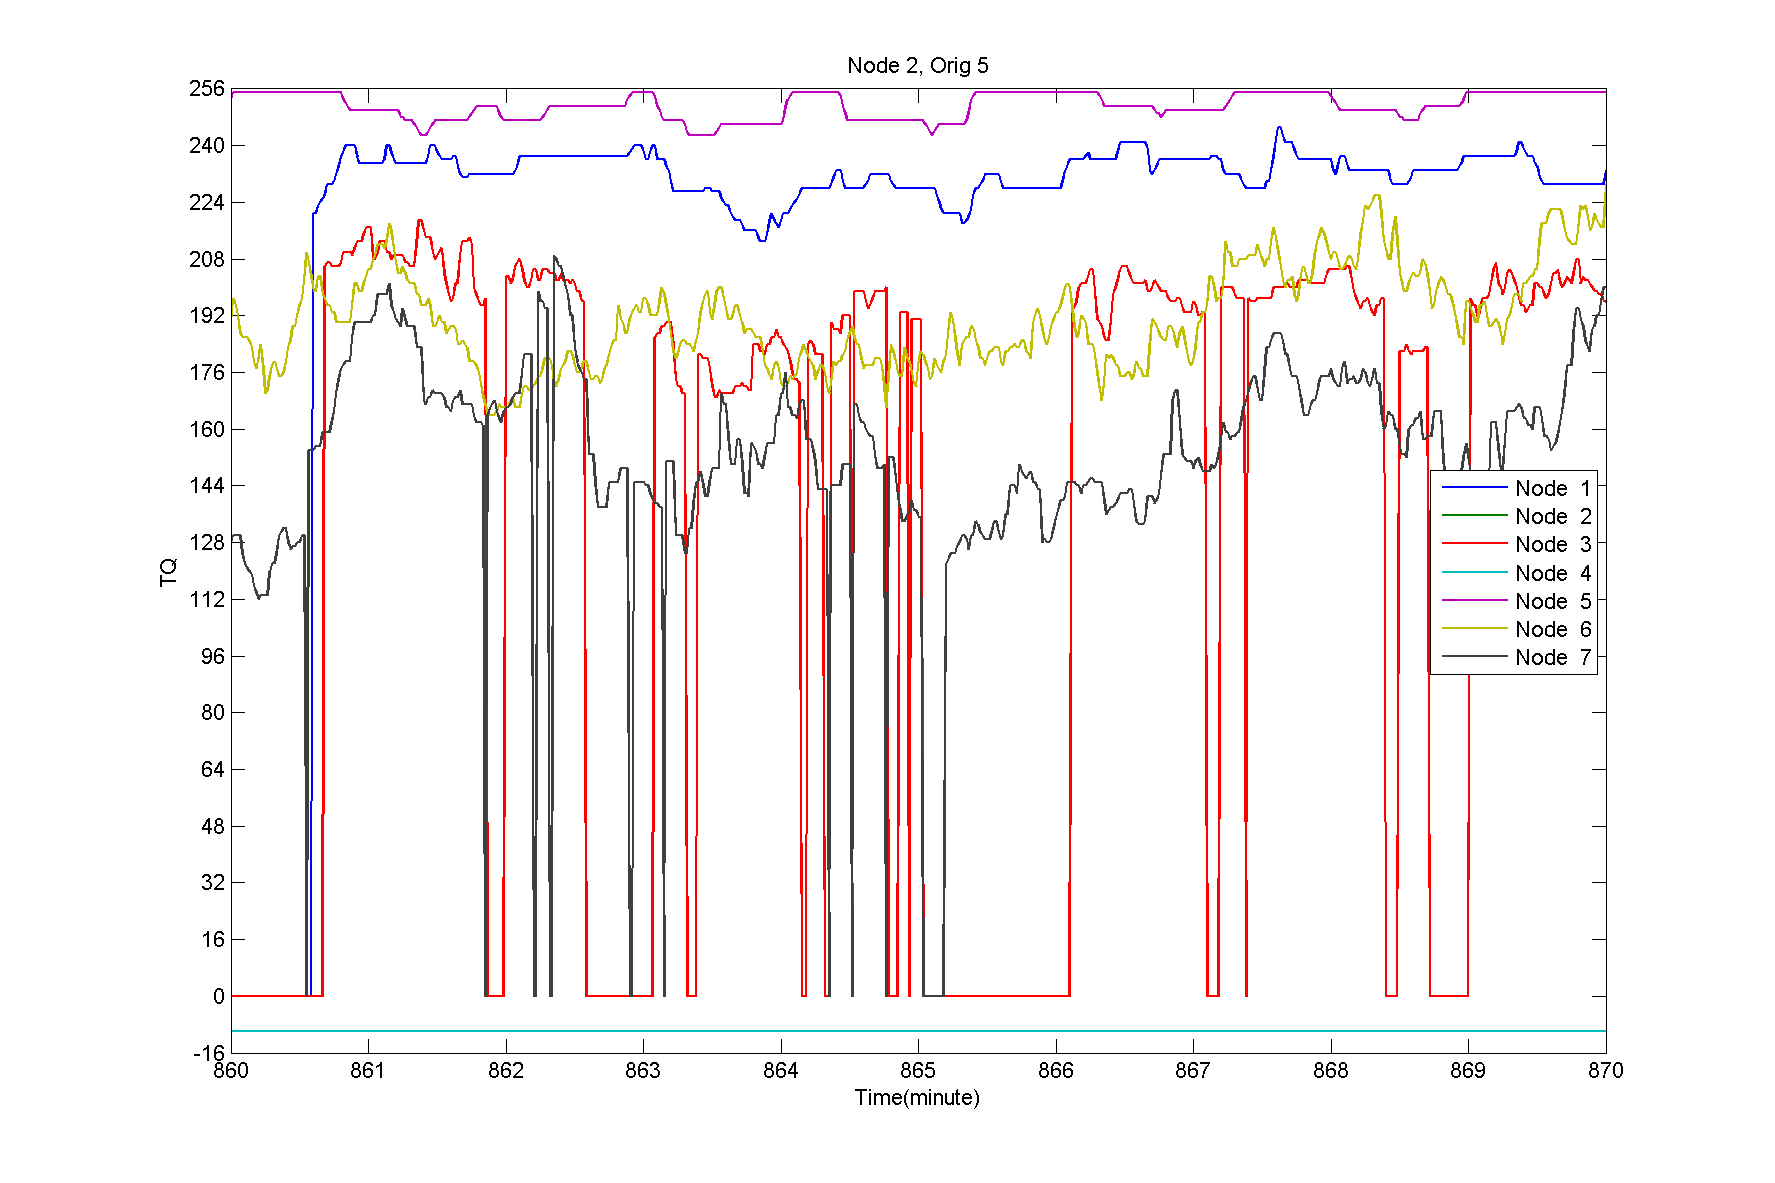 Node 2, Orig 5
256
240
224
208
192
176
160
144
128
112
96
80
64
48
32
16
0
-16
TQ
Node 1
Node 2
Node 3
Node 4
Node 5
Node 6
Node 7
860 861 862 863 864 865 866 867 868 869 870
Time(minute)